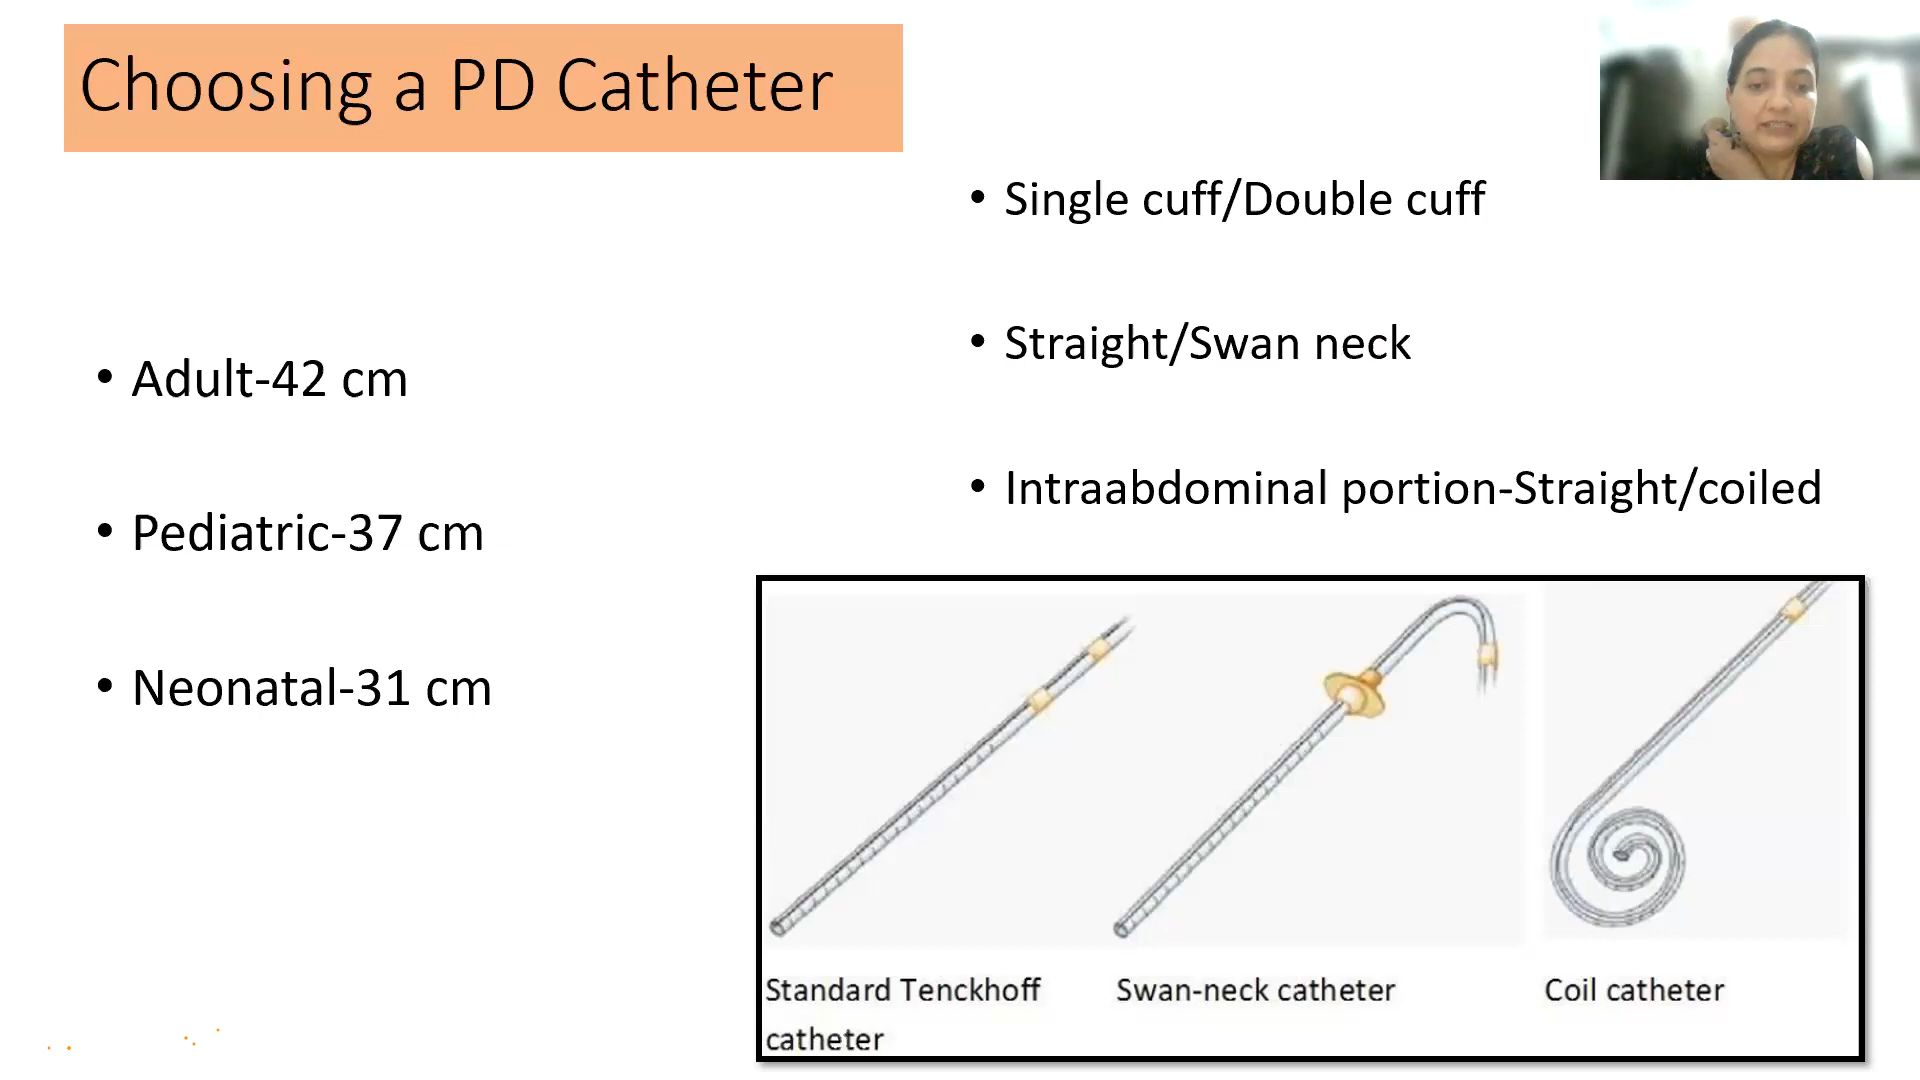 Choosing a PD Catheter
• Adult-42 cm
• Pediatric-37 cm
• Neonatal-31 cm
• Single cuff/Double cuff
• Straight/Swan neck
• Intraabdominal portion-Straight/coiled
Standard Tenckhoff
catheter
Swan-neck catheter
Coil catheter